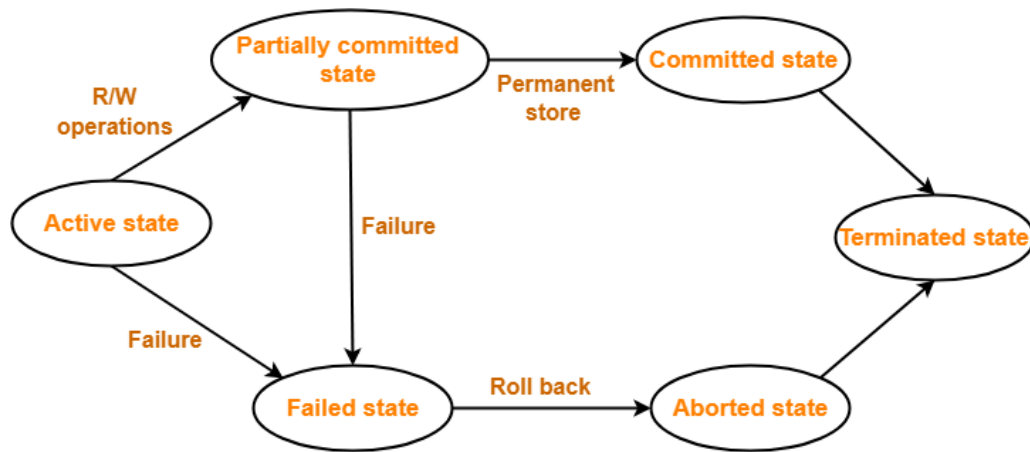 Partially committed
state
Committed state
Permanent
store
R/W
operations
Active state
Failure
Terminated state
Failure
Failed state
Roll back
Aborted state